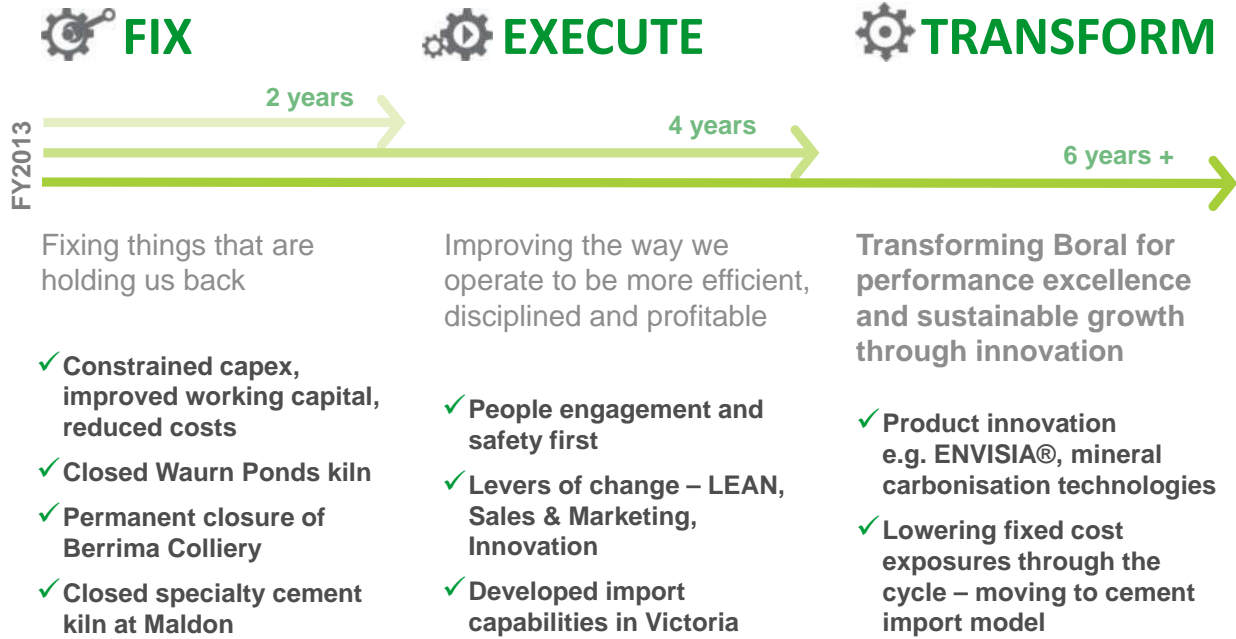 FIX
EXECUTE
TRANSFORM
2 years
4 years
6 years +
FY2013
Fixing things that are
holding us back
✓Constrained capex,
improved working capital,
reduced costs
✓Closed Waurn Ponds kiln
✓Permanent closure of
Berrima Colliery
✓Closed specialty cement
kiln at Maldon
Improving the way we
operate to be more efficient,
disciplined and profitable
✓People engagement and
safety first
✓Levers of change – LEAN,
Sales & Marketing,
Innovation
✓Developed import
capabilities in Victoria
Transforming Boral for
performance excellence
and sustainable growth
through innovation
✓Product innovation
e.g. ENVISIA®, mineral
carbonisation technologies
✓Lowering fixed cost
exposures through the
cycle – moving to cement
import model